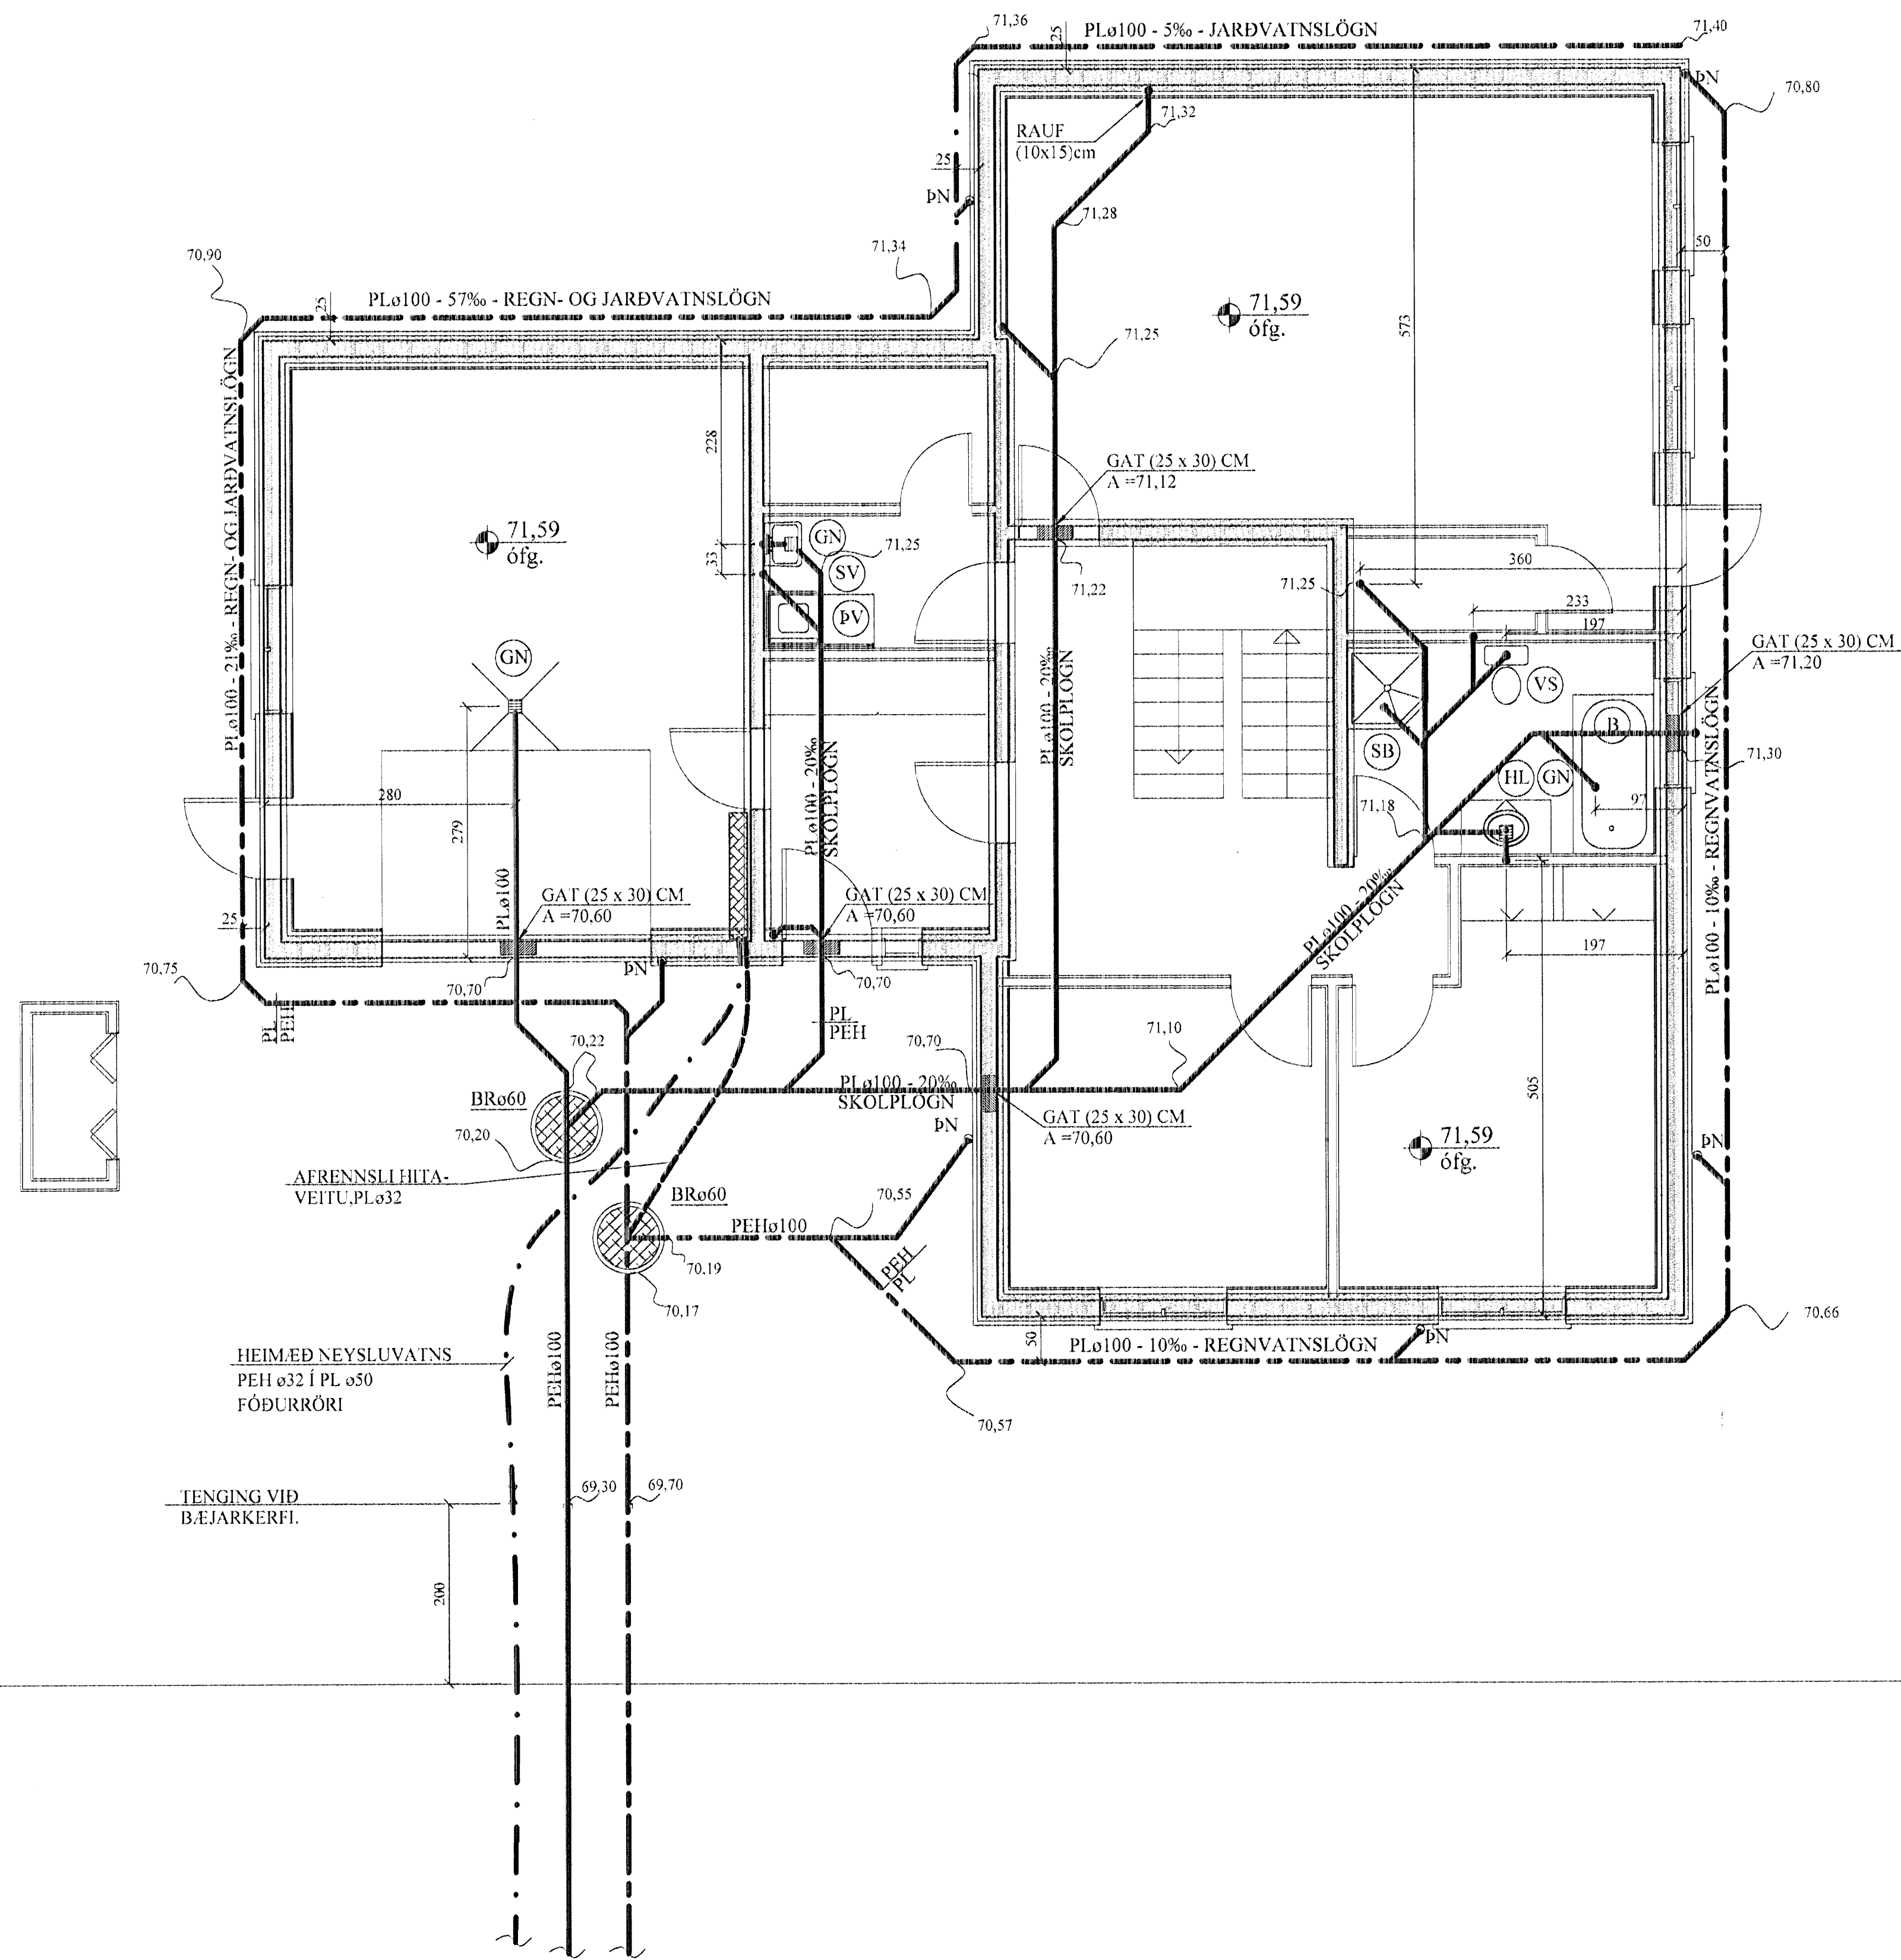 71,36
PLø100 - 5‰ - JARÐVATNSLÖGN
71,40
25
ÞN
70,80
RAUF
(10x15)cm
71,32
25
ÞN
71,28
50
70,90
71,34
PLø100 - 57‰ - REGN- OG JARÐVATNSLÖGN
25
71,59
ófg.
573
71,25
PLø100 - 21‰ - REGN- OG JARÐVATNSLÖGN
228
GAT (25 x 30) CM
A =71,12
71,59
ófg.
GN
71,25
33
SV
ÞV
71,22
71,25
360
233
197
GAT (25 x 30) CM
A =71,20
GN
PLø100 - 20‰
SKÓLPLÖGN
VS
B
SB
71,30
HL
GN
PLø100 - 20‰
SKÓLPLÖGN
280
279
97
71,18
PLø100 - 10‰ - REGNVATNSLÖGN
PLø100
GAT (25 x 30) CM
A =70,60
GAT (25 x 30) CM
A =70,60
25
PLø100 - 20‰
SKÓLPLÖGN
197
70,75
70,70
ÞN
70,70
PL
PEH
PL
PEH
70,22
70,70
71,10
BRø60
PLø100 - 20‰
SKÓLPLÖGN
505
GAT (25 x 30) CM
A =70,60
70,20
ÞN
71,59
ófg.
ÞN
AFRENNSLI HITA-
VEITU,PLø32
BRø60
70,55
PEHø100
70,19
PEH
PL
70,17
70,66
50
PLø100 - 10‰ - REGNVATNSLÖGN
ÞN
HEIMÆÐ NEYSLUVATNS
PEH ø32 Í PL ø50
FÓÐURRÖRI
PEHø100
PEHø100
70,57
TENGING VIÐ
BÆJARKERFI.
69,30
69,70
200